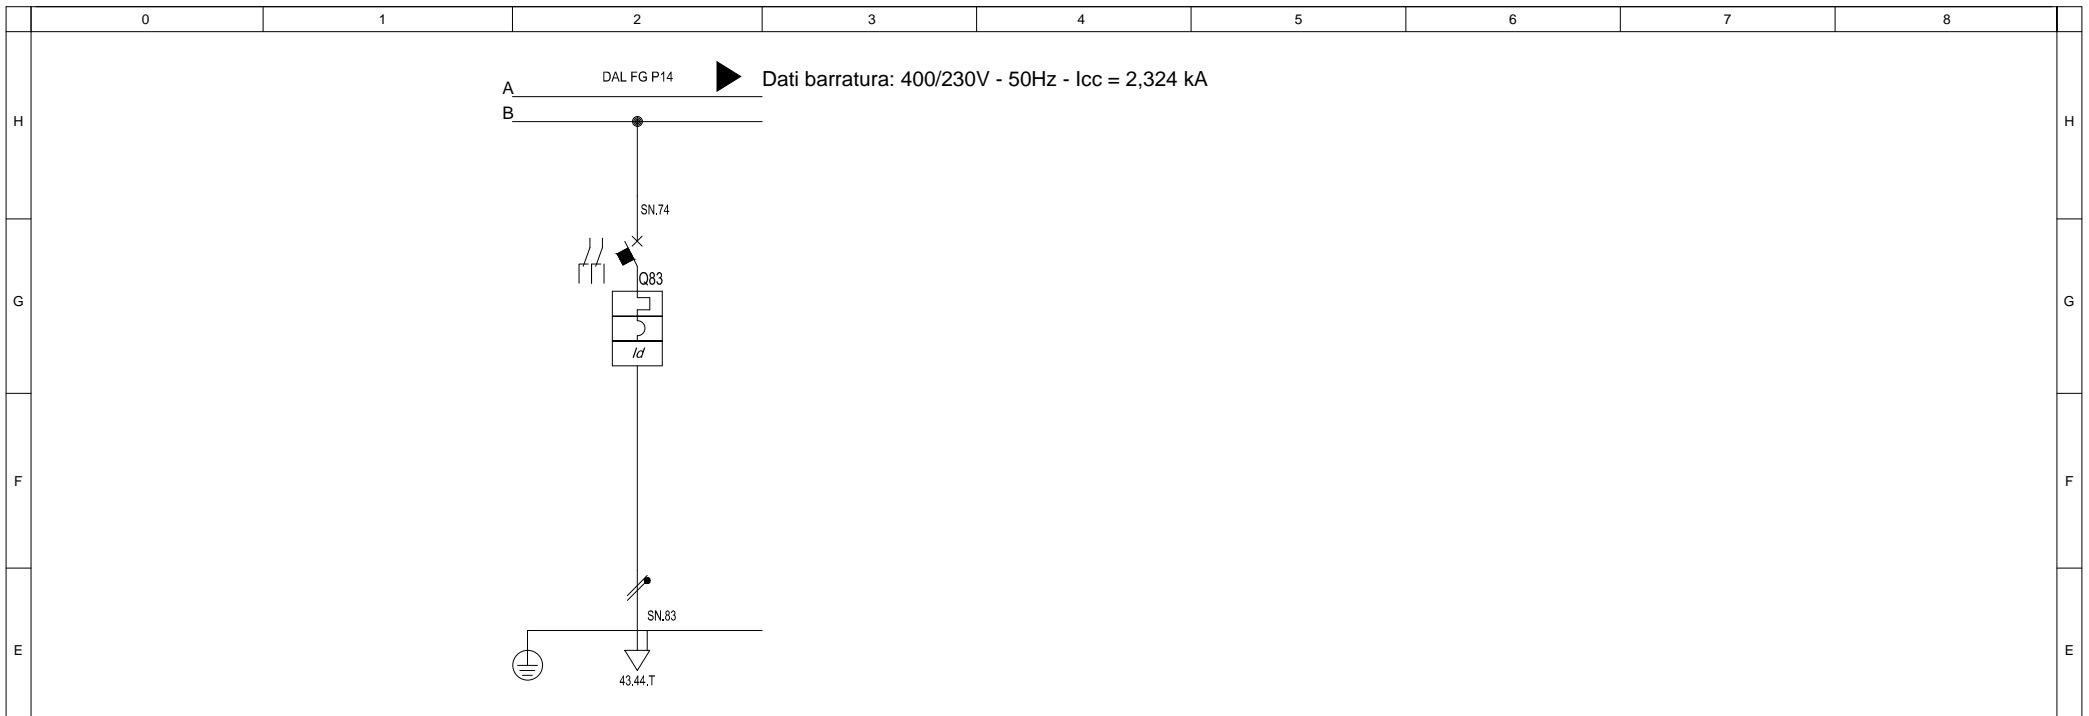 0 1 2 3 4 5 6 7 8
DAL FG P14
Dati barratura: 400/230V - 50Hz - Icc = 2,324 kA
A
B
H H
SN.74
Q83
G G
Id
F F
SN.83
E E
43.44.T